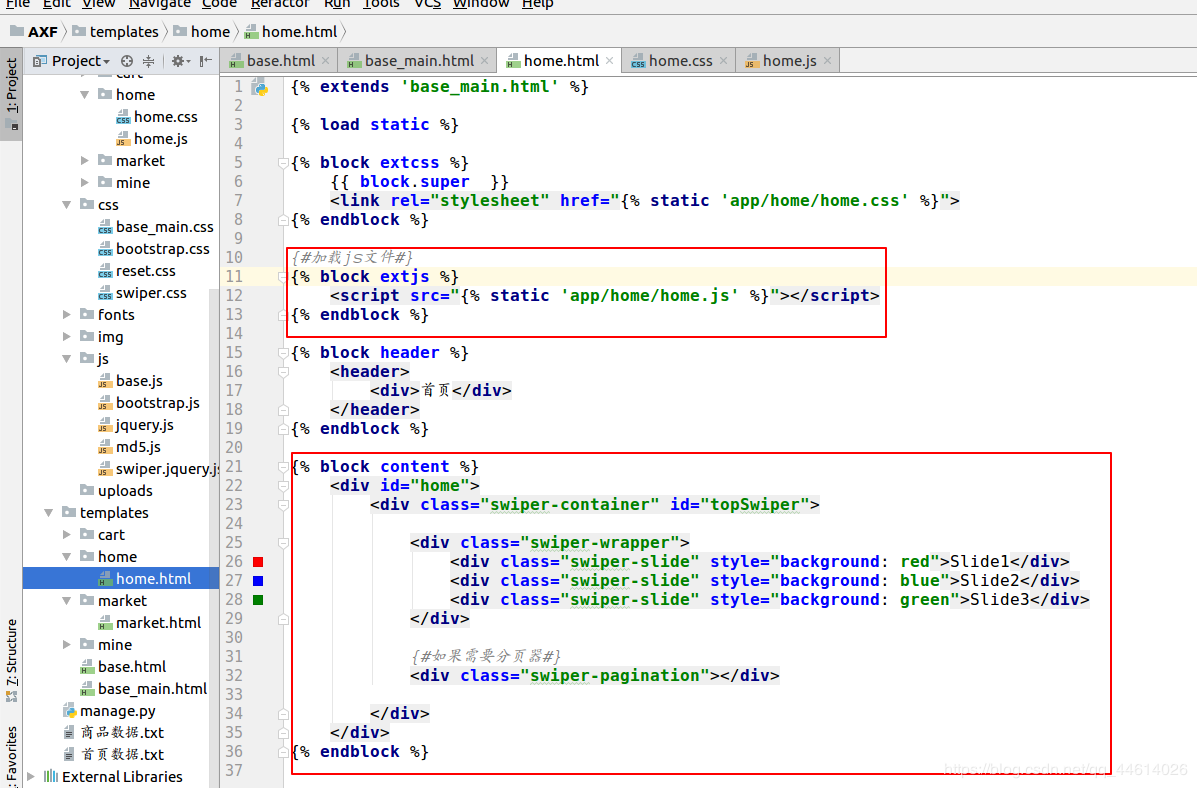 File Edit View Navigate Code Refactor Run Tools VCS Window Help
AXF templates home home.html
1: Project
Project
base.html base_main.html home.html home.css home.js
cart
home
home.css
home.js
market
mine
css
base_main.css
bootstrap.css
reset.css
swiper.css
fonts
img
js
base.js
bootstrap.js
jquery.js
md5.js
swiper.jquery.js
uploads
templates
cart
home
home.html
market
market.html
mine
base.html
base_main.html
manage.py
商品数据.txt
首页数据.txt
External Libraries
7: Structure
Favorites
1 {% extends 'base_main.html' %}
2
3 {% load static %}
4
5 {% block extcss %}
6 {{ block.super }}
7 <link rel="stylesheet" href="{% static 'app/home/home.css' %}">
8 {% endblock %}
9
10 {#加载js文件#}
11 {% block extjs %}
12 <script src="{% static 'app/home/home.js' %}"></script>
13 {% endblock %}
14
15 {% block header %}
16 <header>
17 <div>首页</div>
18 </header>
19 {% endblock %}
20
21 {% block content %}
22 <div id="home">
23 <div class="swiper-container" id="topSwiper">
24
25 <div class="swiper-wrapper">
26 <div class="swiper-slide" style="background: red">Slide1</div>
27 <div class="swiper-slide" style="background: blue">Slide2</div>
28 <div class="swiper-slide" style="background: green">Slide3</div>
29 </div>
30
31 {#如果需要分页器#}
32 <div class="swiper-pagination"></div>
33
34 </div>
35 </div>
36 {% endblock %}
37
https://blog.csdn.net/qq_44614026